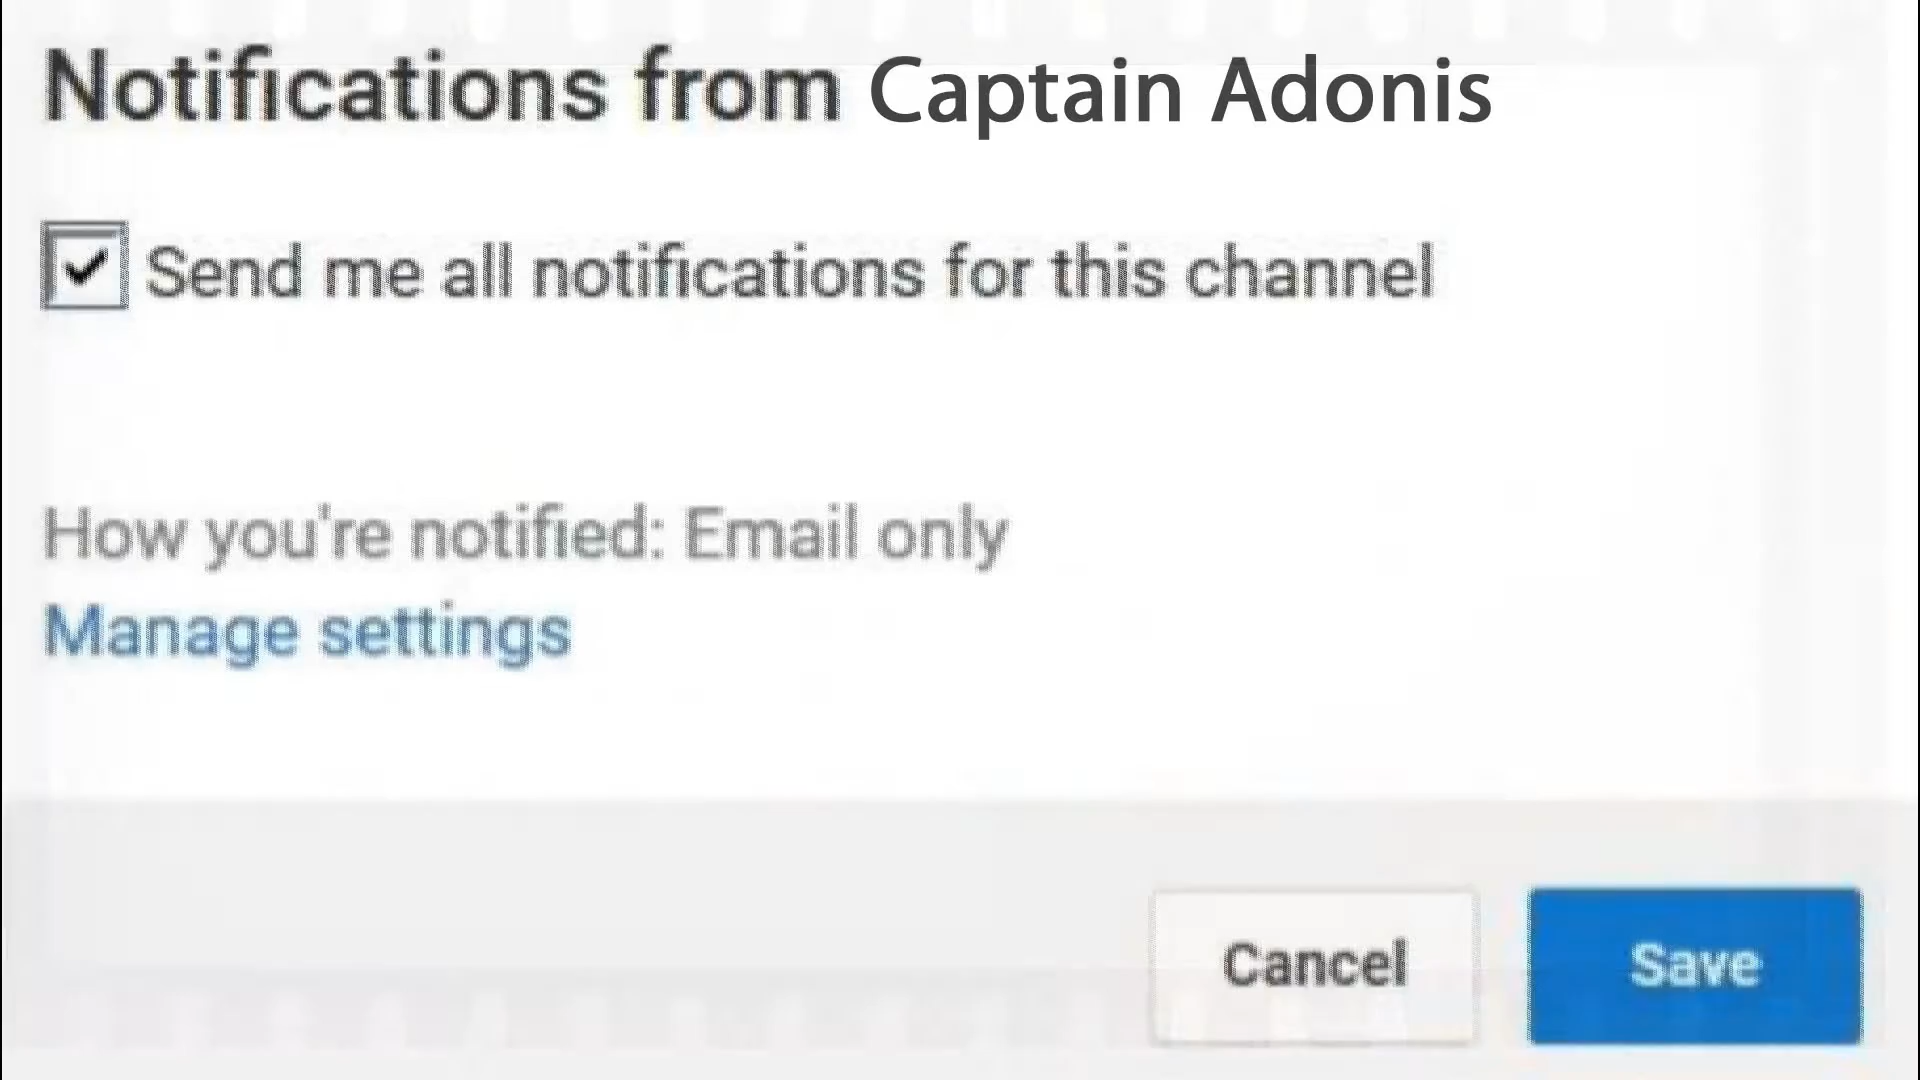 Notifications from Captain Adonis
Send me all notifications for this channel
How you're notified: Email only
Manage settings
Cancel
Save